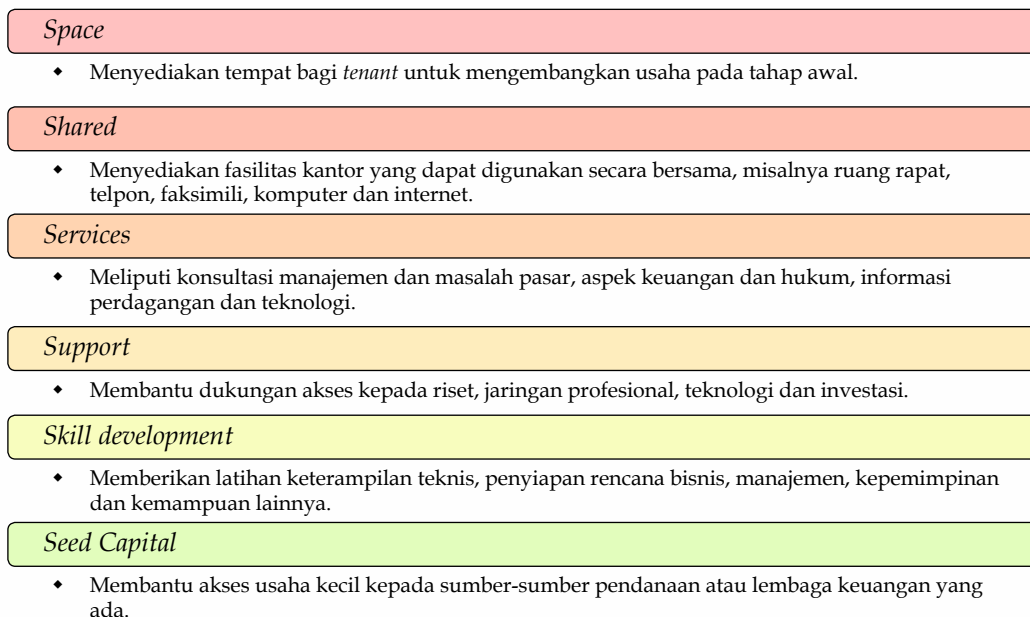 Space
◆ Menyediakan tempat bagi tenant untuk mengembangkan usaha pada tahap awal.
Shared
◆ Menyediakan fasilitas kantor yang dapat digunakan secara bersama, misalnya ruang rapat,
telpon, faksimili, komputer dan internet.
Services
◆ Meliputi konsultasi manajemen dan masalah pasar, aspek keuangan dan hukum, informasi
perdagangan dan teknologi.
Support
◆ Membantu dukungan akses kepada riset, jaringan profesional, teknologi dan investasi.
Skill development
◆ Memberikan latihan keterampilan teknis, penyiapan rencana bisnis, manajemen, kepemimpinan
dan kemampuan lainnya.
Seed Capital
◆ Membantu akses usaha kecil kepada sumber-sumber pendanaan atau lembaga keuangan yang
ada.